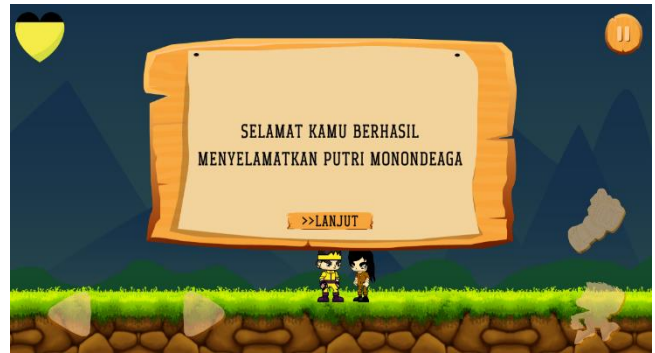 SELAMAT KAMU BERHASIL
MENYELAMATKAN PUTRI MONONDEAGA
>>LANJUT